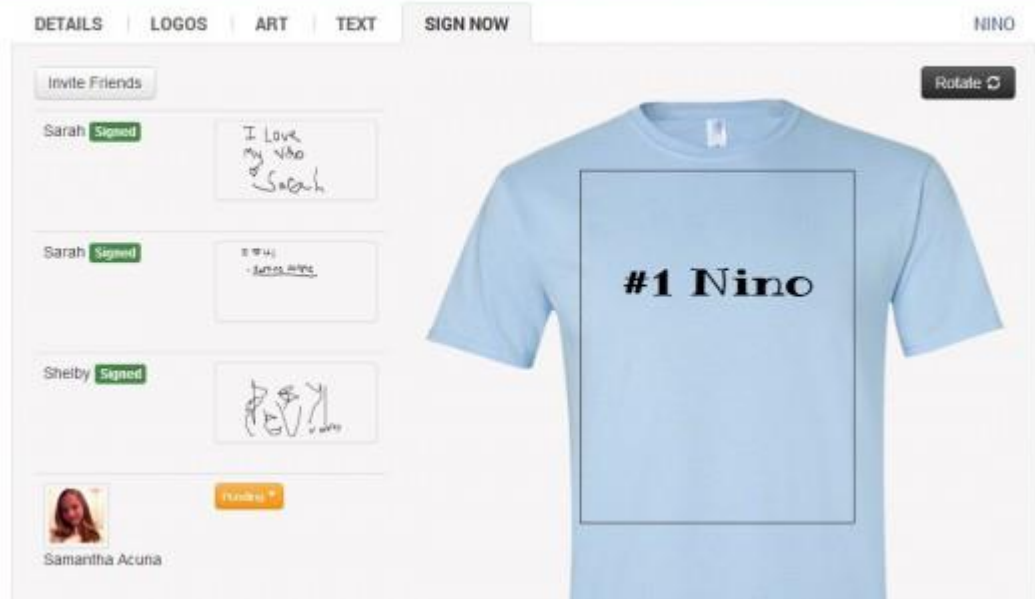 DETAILS LOGOS ART TEXT SIGN NOW NINO
Invite Friends
Rotate
Sarah Signed
I Love
My
Sarah
Sarah Signed
Shelby Signed
Pending
Samantha Acuna
#1 Nino